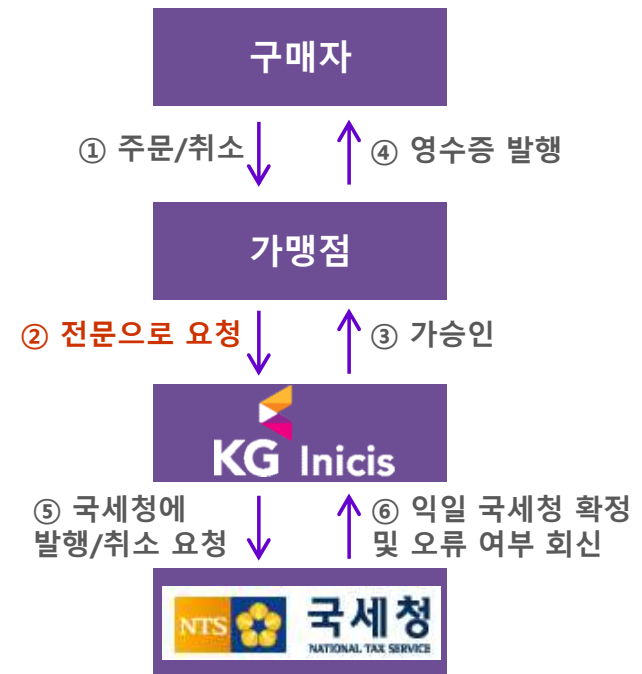 구매자
① 주문/취소
④ 영수증 발행
가맹점
② 전문으로 요청
③ 가승인
KG Inicis
⑤ 국세청에
발행/취소 요청
⑥ 익일 국세청 확정
및 오류 여부 회신
NTS
국세청
NATIONAL TAX SERVICE